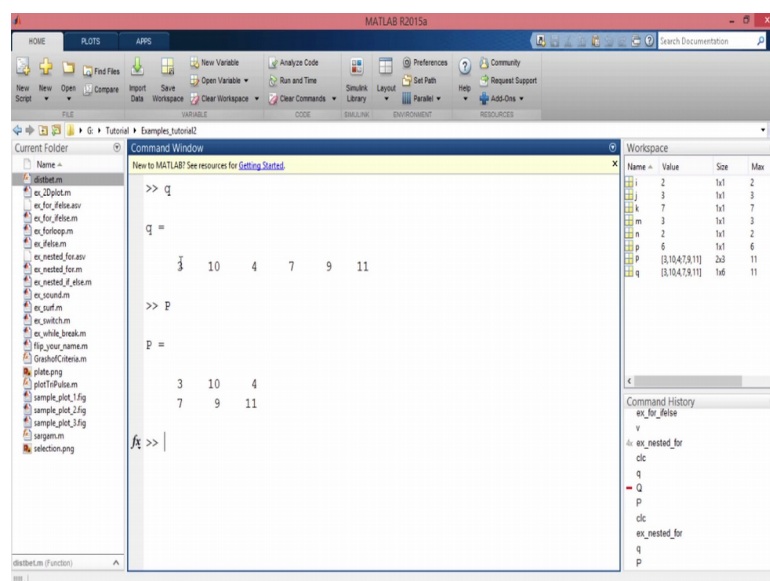 MATLAB R2015a
HOME PLOTS APPS
Search Documentation
New Script
New
Open
Find Files
Compare
Import Data
Save Workspace
New Variable
Open Variable
Clear Workspace
Analyze Code
Run and Time
Clear Commands
Simulink Library
Layout
Preferences
Set Path
Parallel
Help
Community
Request Support
Add-Ons
FILE VARIABLE CODE SIMULINK ENVIRONMENT RESOURCES
G: Tutorial Examples_tutorial2
Current Folder
Name
distbet.m
ex_2Dplot.m
ex_for_ifelse.asv
ex_for_ifelse.m
ex_forloop.m
ex_ifelse.m
ex_nested_for.asv
ex_nested_for.m
ex_nested_if_else.m
ex_sound.m
ex_surf.m
ex_switch.m
ex_while_break.m
flip_your_name.m
GrashofCriteria.m
plate.png
plotTriPulse.m
sample_plot_1.fig
sample_plot_2.fig
sample_plot_3.fig
sargam.m
selection.png
distbet.m (Function)
Command Window
New to MATLAB? See resources for Getting Started. X
>> q
q =
3 10 4 7 9 11
>> P
P =
3 10 4
7 9 11
fx >>
Workspace
Name Value Size Max
i 2 1x1 2
j 3 1x1 3
k 7 1x1 7
m 3 1x1 3
n 2 1x1 2
p 6 1x1 6
P [3,10,4;7,9,11] 2x3 11
q [3,10,4,7,9,11] 1x6 11
Command History
ex_for_ifelse
v
ex_nested_for
clc
q
Q
P
clc
ex_nested_for
q
P